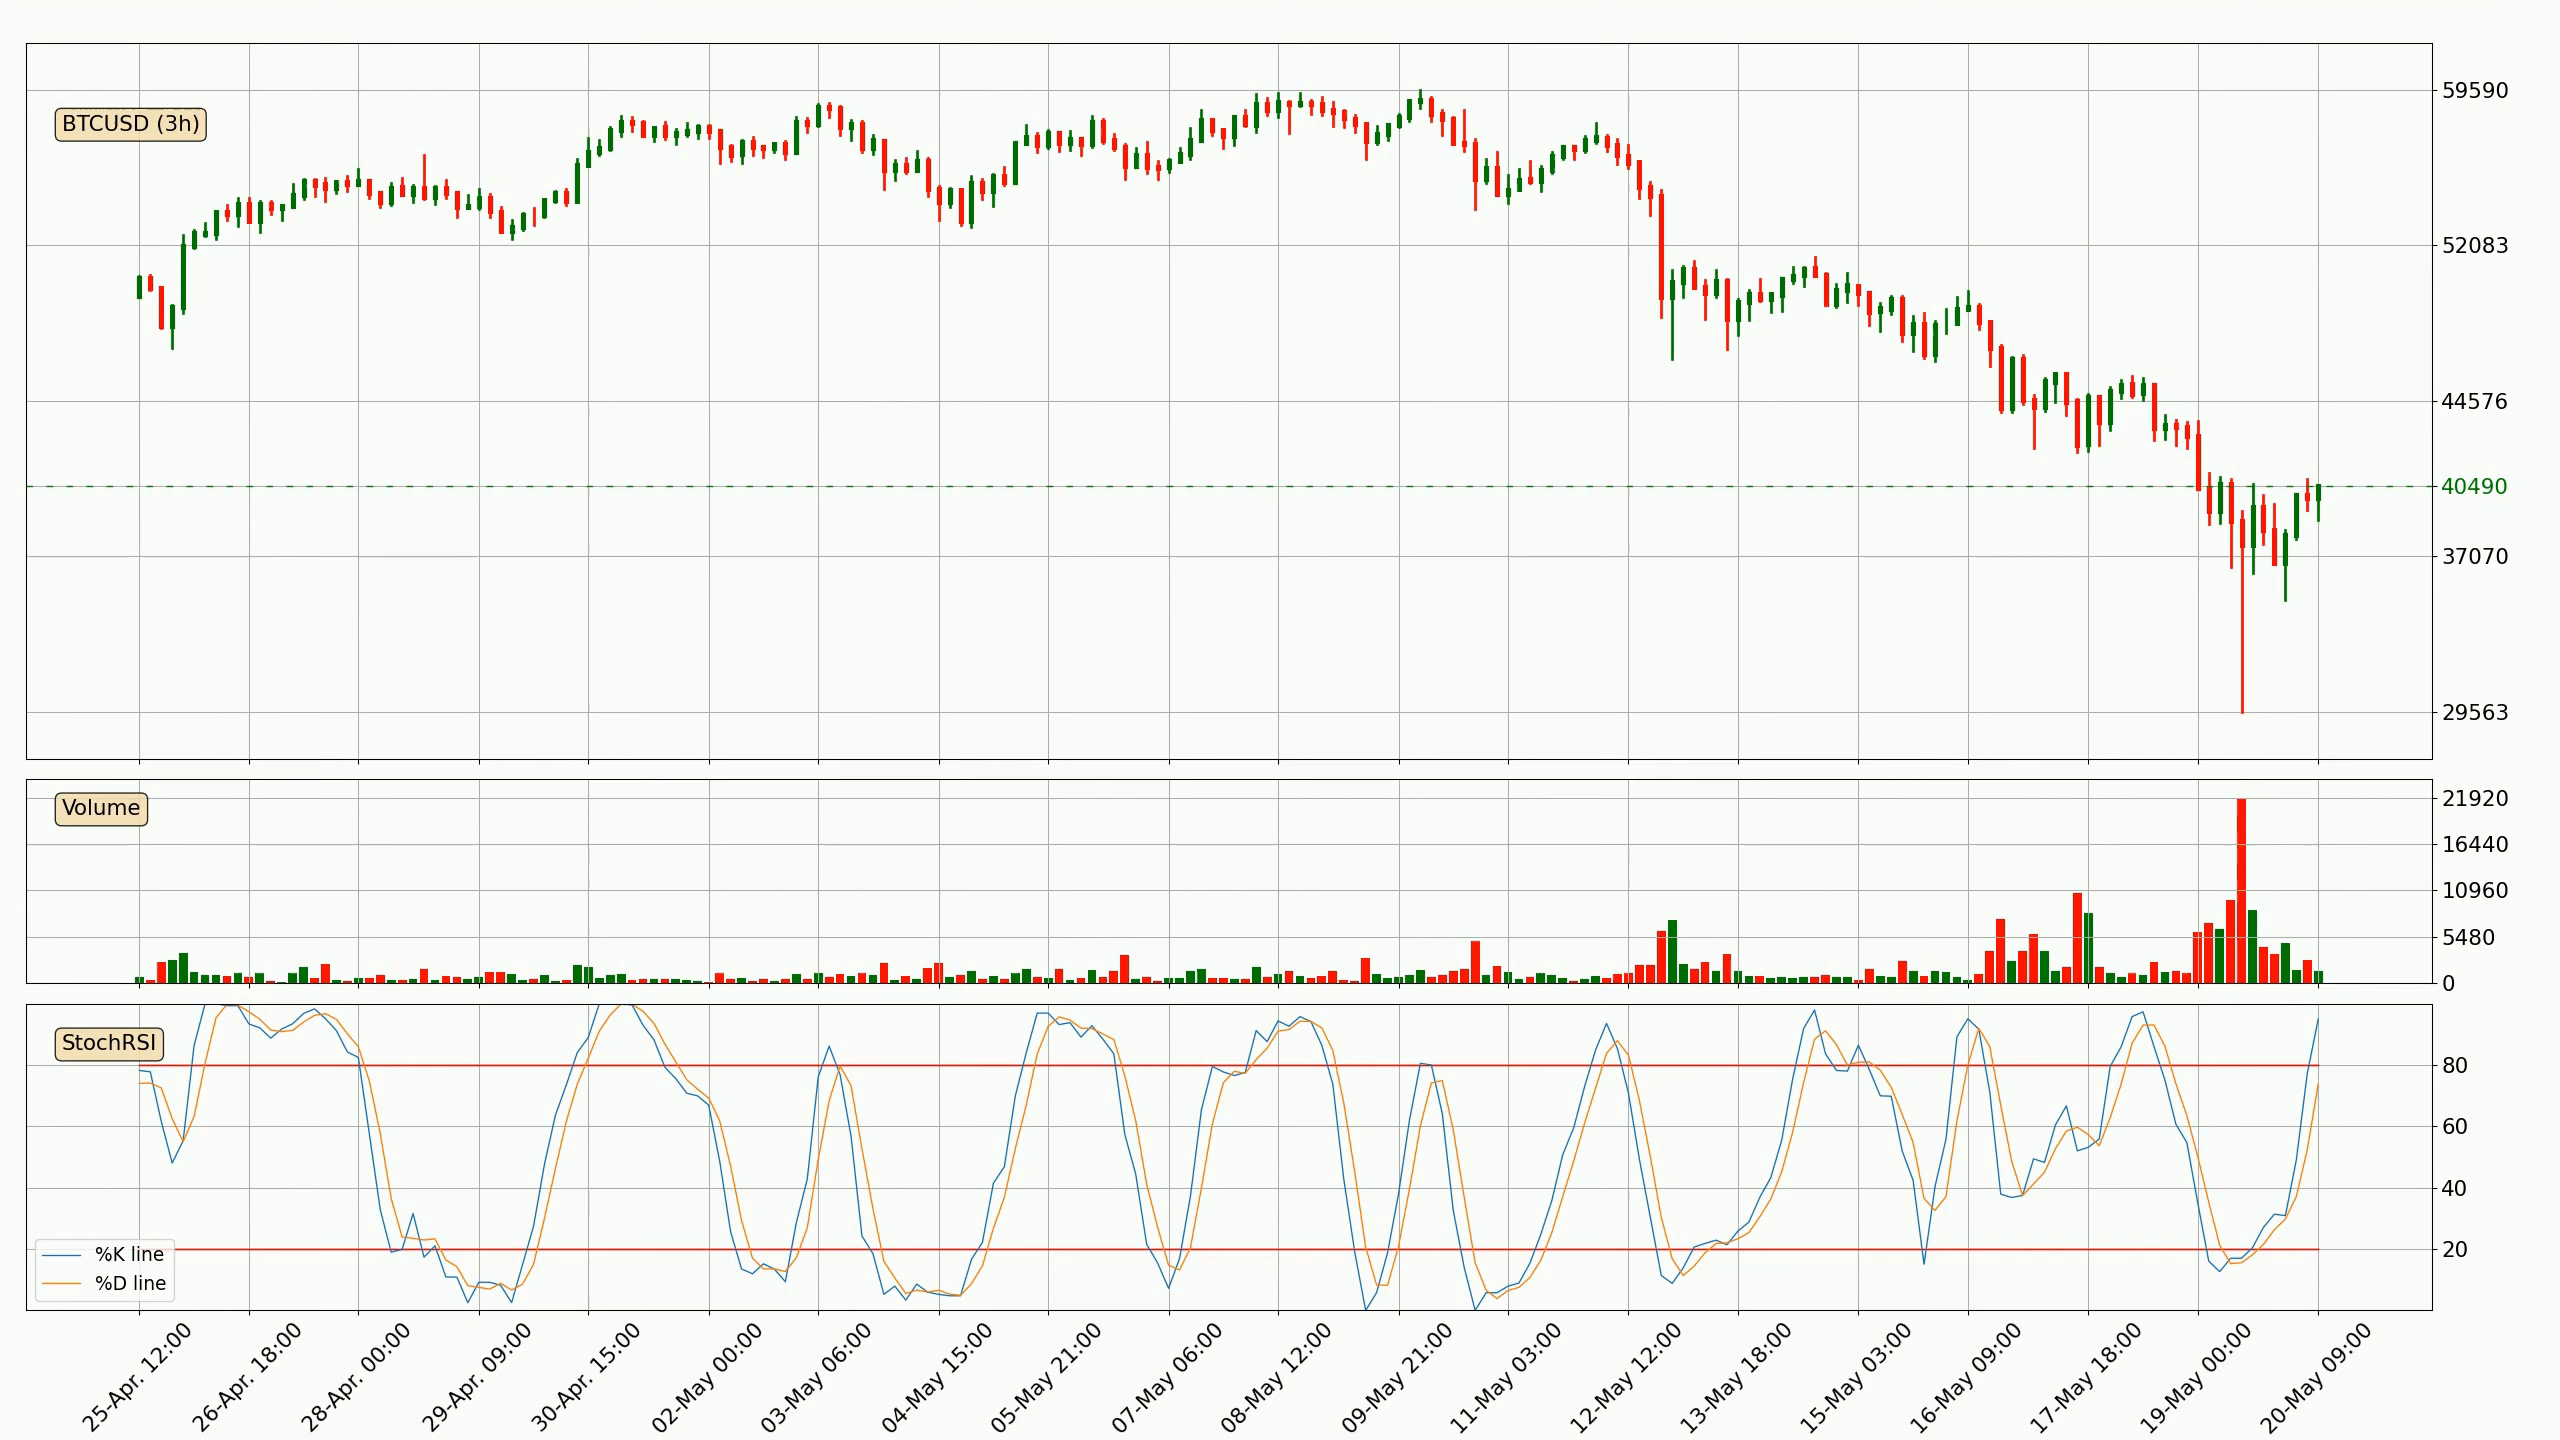 BTCUSD (3h)
59590
52083
44576
40490
37070
29563
Volume
21920
16440
10960
5480
0
StochRSI
80
60
40
20
%K line
%D line
25-Apr. 12:00
26-Apr. 18:00
28-Apr. 00:00
29-Apr. 09:00
30-Apr. 15:00
02-May 00:00
03-May 06:00
04-May 15:00
05-May 21:00
07-May 06:00
08-May 12:00
09-May 21:00
11-May 03:00
12-May 12:00
13-May 18:00
15-May 03:00
16-May 09:00
17-May 18:00
19-May 00:00
20-May 09:00